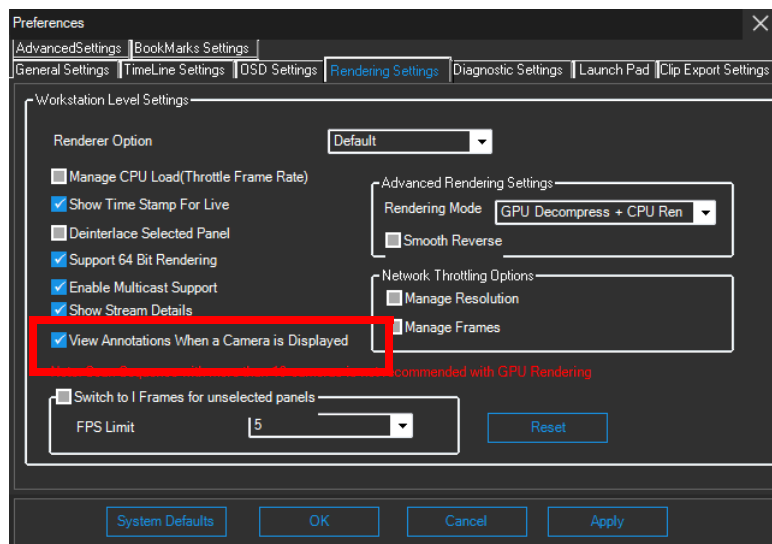 Preferences
AdvancedSettings BookMarks Settings
General Settings TimeLine Settings OSD Settings Rendering Settings Diagnostic Settings Launch Pad Clip Export Settings
Workstation Level Settings
Renderer Option Default
Manage CPU Load(Throttle Frame Rate)
Show Time Stamp For Live
Deinterlace Selected Panel
Support 64 Bit Rendering
Enable Multicast Support
Show Stream Details
View Annotations When a Camera is Displayed
Advanced Rendering Settings
Rendering Mode GPU Decompress + CPU Ren
Smooth Reverse
Network Throttling Options
Manage Resolution
Manage Frames
recommended with GPU Rendering
Switch to I Frames for unselected panels
FPS Limit 5
Reset
System Defaults OK Cancel Apply